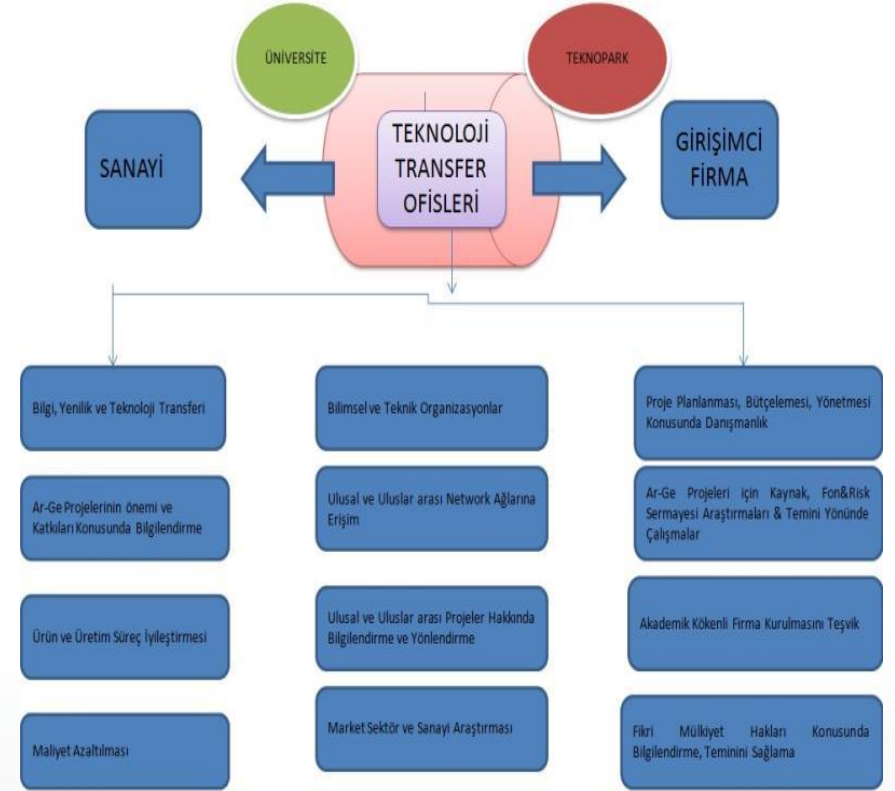 ÜNİVERSİTE
TEKNOPARK
SANAYİ
TEKNOLOJİ
TRANSFER
OFİSLERİ
GİRİŞİMCİ
FİRMA
Bilgi, Yenilik ve Teknoloji Transferi
Ar-Ge Projelerinin önemi ve
Katkıları Konusunda Bilgilendirme
Ürün ve Üretim Süreç İyileştirmesi
Maliyet Azaltılması
Bilimsel ve Teknik Organizasyonlar
Ulusal ve Uluslar arası Network Ağlarına
Erişim
Ulusal ve Uluslar arası Projeler Hakkında
Bilgilendirme ve Yönlendirme
Market Sektör ve Sanayi Araştırması
Proje Planlanması, Bütçelemesi, Yönetmesi
Konusunda Danışmanlık
Ar-Ge Projeleri için Kaynak, Fon&Risk
Sermayesi Araştırmaları & Temini Yönünde
Çalışmalar
Akademik Kökenli Firma Kurulmasını Teşvik
Fikri Mülkiyet Hakları Konusunda
Bilgilendirme, Teminini Sağlama